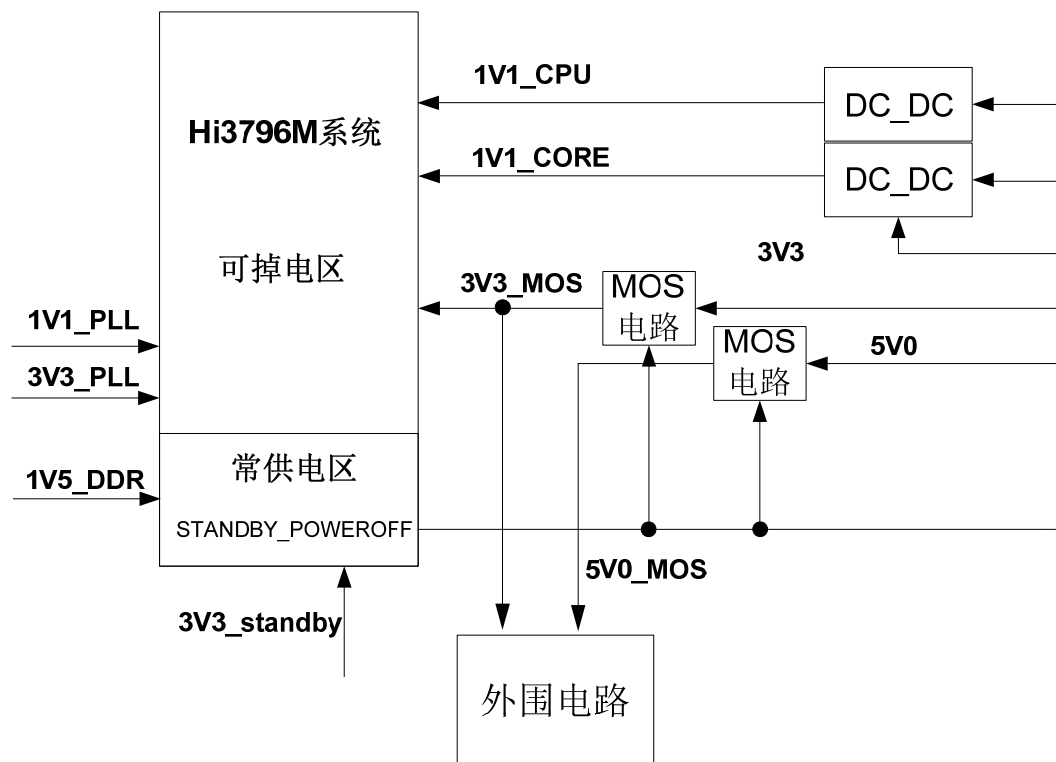 1V1_CPU
DC_DC
Hi3796M系统
1V1_CORE
DC_DC
3V3
可掉电区
3V3_MOS
MOS
电路
1V1_PLL
MOS
电路
5V0
3V3_PLL
常供电区
1V5_DDR
STANDBY_POWEROFF
5V0_MOS
3V3_standby
外围电路